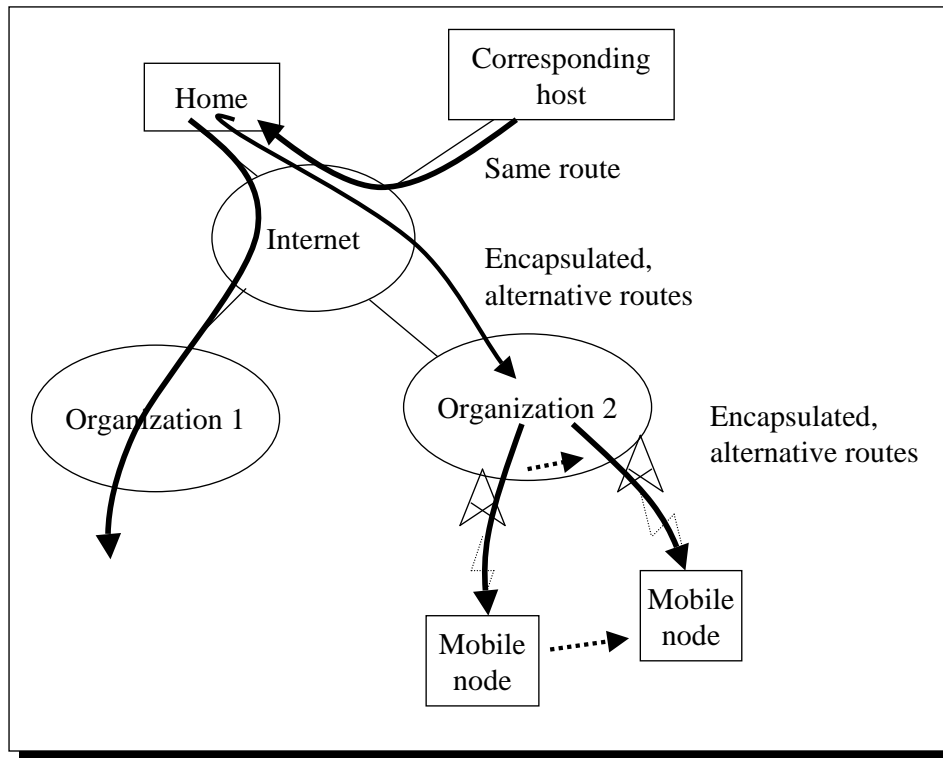 Corresponding
host
Home
Same route
Internet
Encapsulated,
alternative routes
Organization 1
Organization 2
Encapsulated,
alternative routes
Mobile
node
Mobile
node